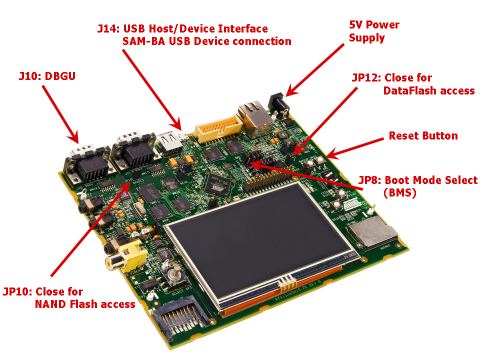 J14: USB Host/Device Interface
SAM-BA USB Device connection
5V Power
Supply
J10: DBGU
JP12: Close for
DataFlash access
Reset Button
JP8: Boot Mode Select
(BMS)
JP10: Close for
NAND Flash access